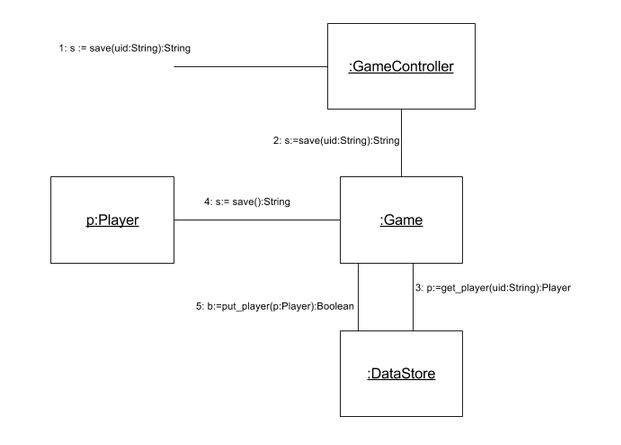 1: s := save(uid:String):String
:GameController
2: s:=save(uid:String):String
p:Player
4: s:= save():String
:Game
3: p:=get_player(uid:String):Player
5: b:=put_player(p:Player):Boolean
:DataStore